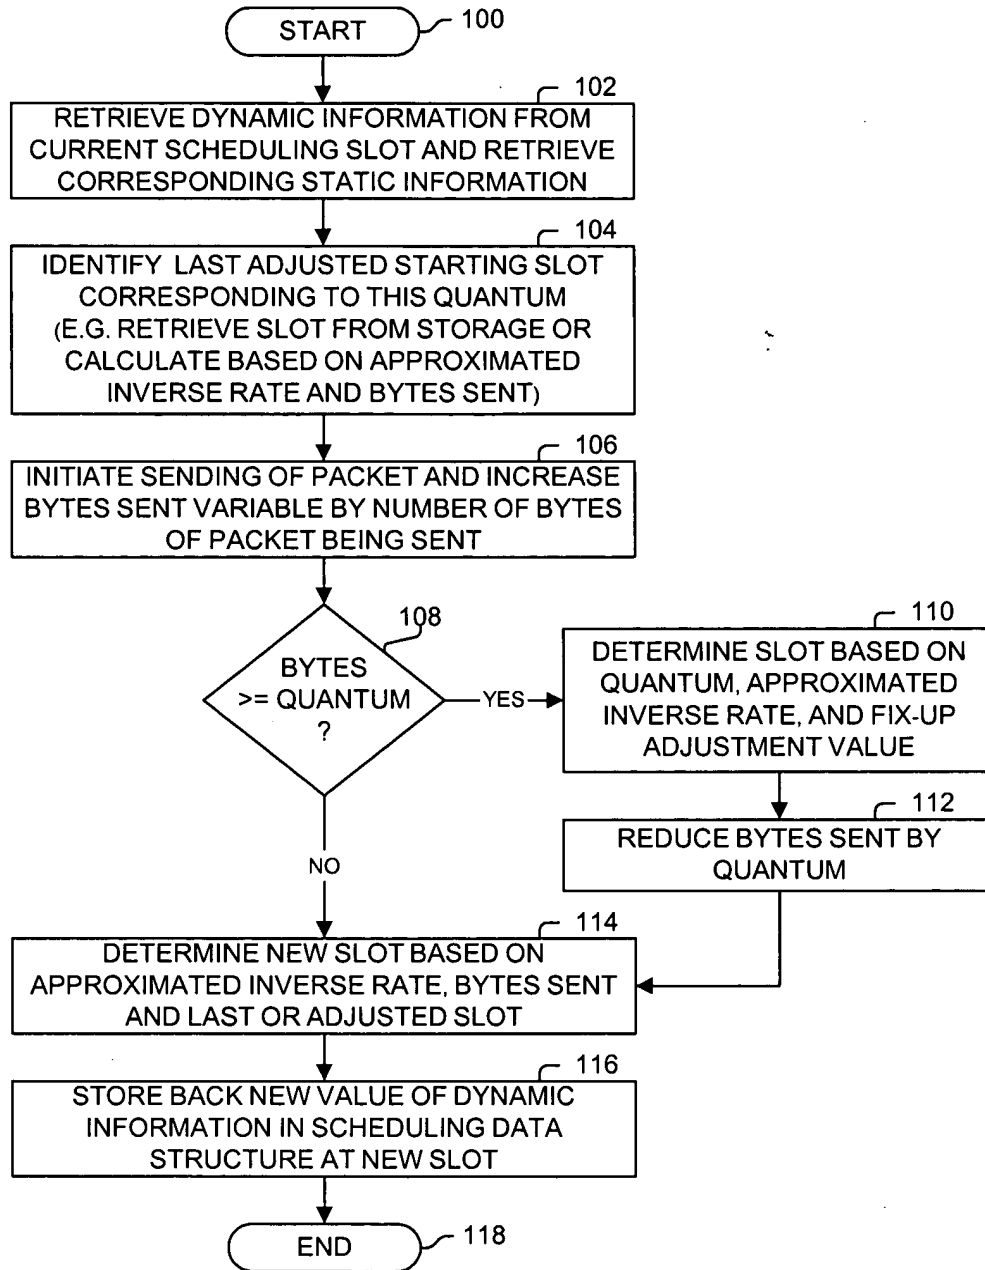 START
100
102
RETRIEVE DYNAMIC INFORMATION FROM
CURRENT SCHEDULING SLOT AND RETRIEVE
CORRESPONDING STATIC INFORMATION
104
IDENTIFY LAST ADJUSTED STARTING SLOT
CORRESPONDING TO THIS QUANTUM
(E.G. RETRIEVE SLOT FROM STORAGE OR
CALCULATE BASED ON APPROXIMATED
INVERSE RATE AND BYTES SENT)
106
INITIATE SENDING OF PACKET AND INCREASE
BYTES SENT VARIABLE BY NUMBER OF BYTES
OF PACKET BEING SENT
108
BYTES
>= QUANTUM
?
YES
110
DETERMINE SLOT BASED ON
QUANTUM, APPROXIMATED
INVERSE RATE, AND FIX-UP
ADJUSTMENT VALUE
112
REDUCE BYTES SENT BY
QUANTUM
NO
114
DETERMINE NEW SLOT BASED ON
APPROXIMATED INVERSE RATE, BYTES SENT
AND LAST OR ADJUSTED SLOT
116
STORE BACK NEW VALUE OF DYNAMIC
INFORMATION IN SCHEDULING DATA
STRUCTURE AT NEW SLOT
END
118